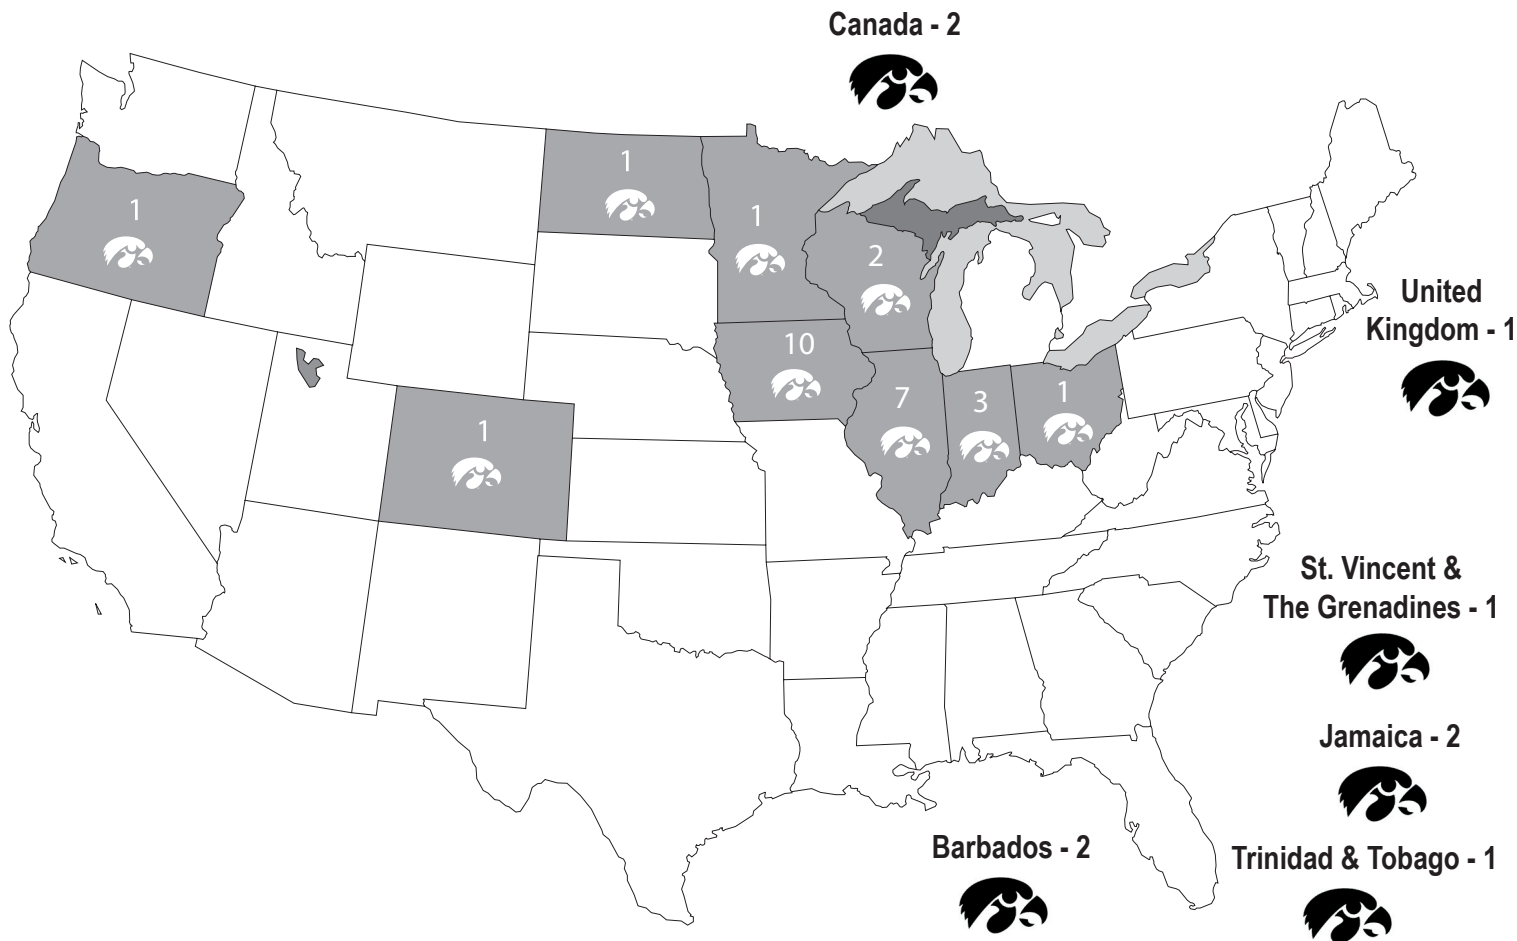 Canada - 2
1
1
1
2
United
Kingdom - 1
10
7
3
1
1
St. Vincent &
The Grenadines - 1
Jamaica - 2
Barbados - 2
Trinidad & Tobago - 1